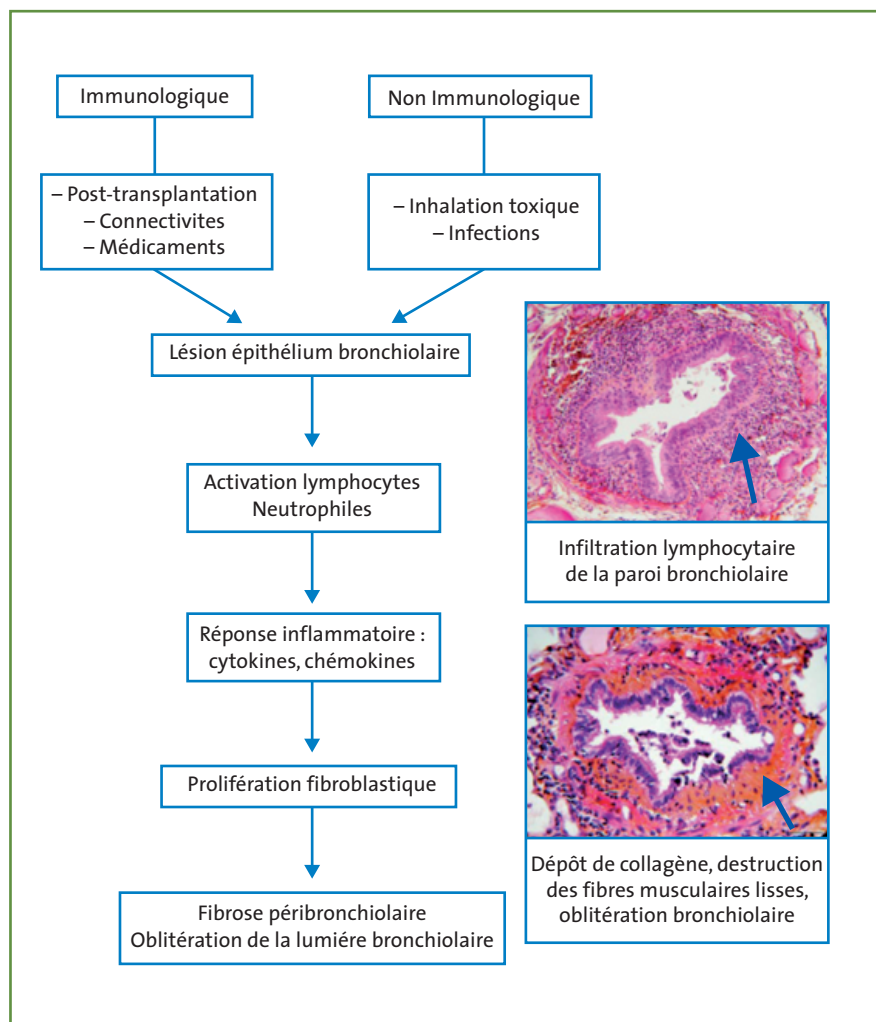 Immunologique
Non Immunologique
– Post-transplantation
– Connectivites
– Médicaments
– Inhalation toxique
– Infections
Lésion épithélium bronchiolaire
Activation lymphocytes
Neutrophiles
Réponse inflammatoire :
cytokines, chémokines
Prolifération fibroblastique
Fibrose péribronchiolaire
Oblitération de la lumiére bronchiolaire
Infiltration lymphocytaire
de la paroi bronchiolaire
Dépôt de collagène, destruction
des fibres musculaires lisses,
oblitération bronchiolaire